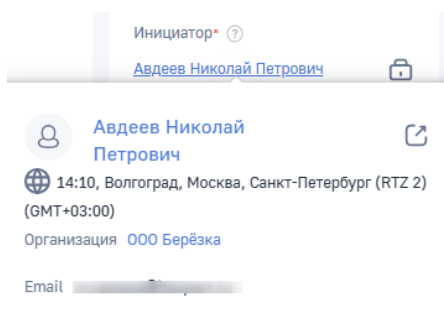 Инициатор* ?
Авдеев Николай Петрович
Авдеев Николай
Петрович
14:10, Волгоград, Москва, Санкт-Петербург (RTZ 2)
(GMT+03:00)
Организация ООО Берёзка
Email